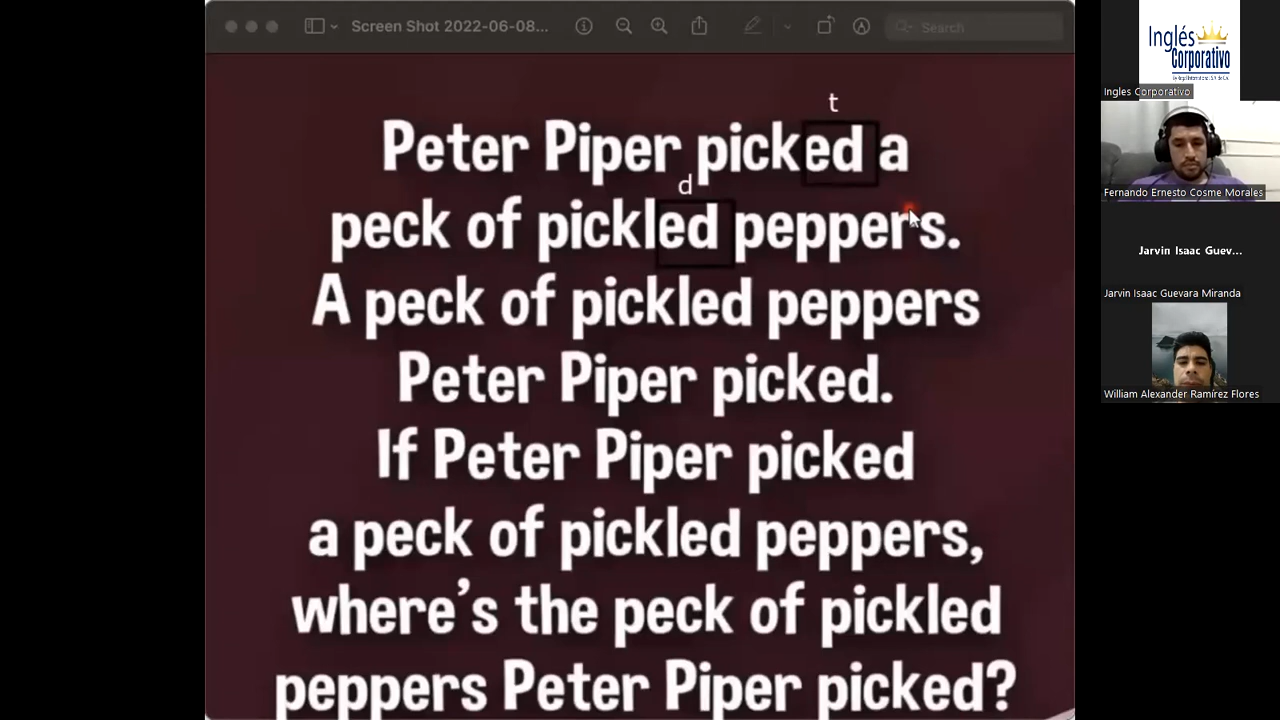 Screen Shot 2022-06-08...
Search
t
Peter Piper picked a
d
peck of pickled peppers.
A peck of pickled peppers
Peter Piper picked.
If Peter Piper picked
a peck of pickled peppers,
where's the peck of pickled
peppers Peter Piper picked?
Inglés
Corporativo
Ingles Corporativo
Fernando Ernesto Cosme Morales
Jarvin Isaac Guev...
Jarvin Isaac Guevara Miranda
William Alexander Ramírez Flores